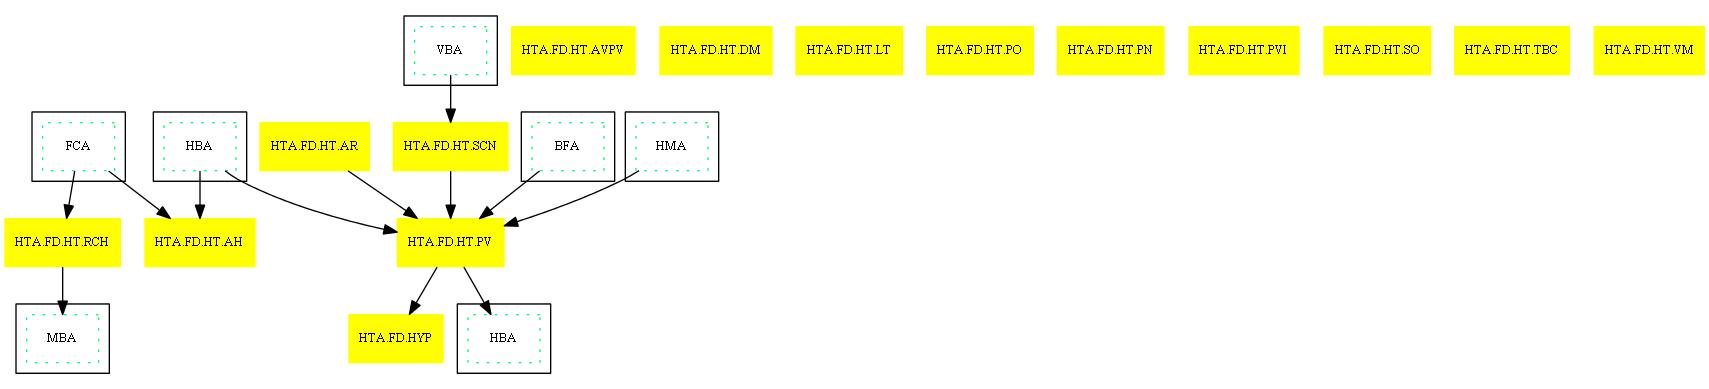 VBA
HTA.FD.HT.AVPV
HTA.FD.HT.DM
HTA.FD.HT.LT
HTA.FD.HT.PO
HTA.FD.HT.PN
HTA.FD.HT.PVI
HTA.FD.HT.SO
HTA.FD.HT.TBC
HTA.FD.HT.VM
FCA
HBA
HTA.FD.HT.AR
HTA.FD.HT.SCN
BFA
HMA
HTA.FD.HT.RCH
HTA.FD.HT.AH
HTA.FD.HT.PV
MBA
HTA.FD.HYP
HBA